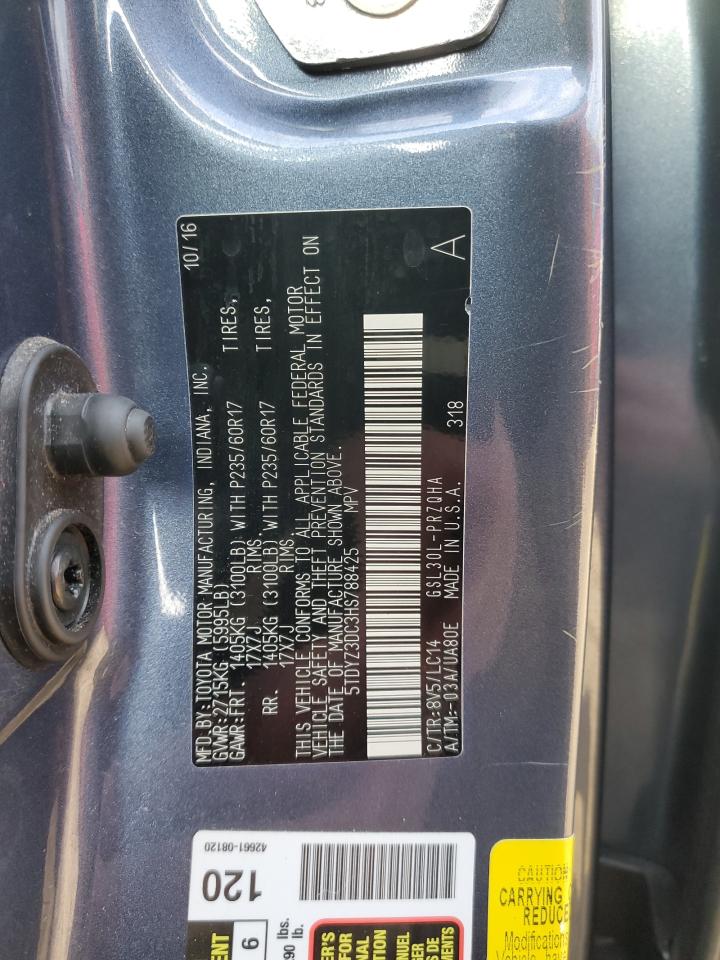 10/16
MFD.BY:TOYOTA MOTOR MANUFACTURING, INDIANA, INC.
GVWR:2715KG (5995LB)
GAWR:FRT. 1405KG (3100LB) WITH P235/60R17 TIRES,
17X7J RIMS.
RR. 1405KG (3100LB) WITH P235/60R17 TIRES,
17X7J RIMS.
THIS VEHICLE CONFORMS TO ALL APPLICABLE FEDERAL MOTOR
VEHICLE SAFETY AND THEFT PREVENTION STANDARDS IN EFFECT ON
THE DATE OF MANUFACTURE SHOWN ABOVE.
5TDYZ3DC3HS788425 MPV
C/TR:8V5/LC14 GSL30L-PRZQHA
A/TM:-03A/UA80E MADE IN U.S.A. 318
A
120 42661-08120
6
lbs.
90 lb.
CAUTION
CARRYING
REDUCE